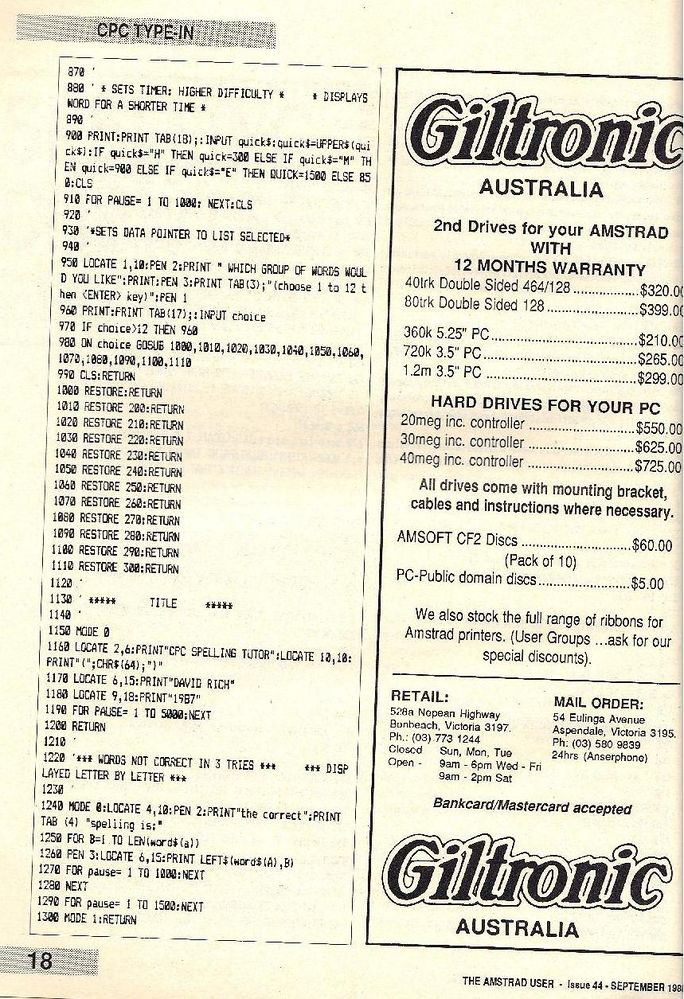 CPC TYPE-IN
870 '
880 ' * SETS TIMER: HIGHER DIFFICULTY * * DISPLAYS
WORD FOR A SHORTER TIME *
890 '
900 PRINT:PRINT TAB(18);:INPUT quick$:quick$=UPPER$(qui
ck$):IF quick$="H" THEN quick=300 ELSE IF quick$="M" TH
EN quick=900 ELSE IF quick$="E" THEN QUICK=1500 ELSE 85
0:CLS
910 FOR PAUSE= 1 TO 1000: NEXT:CLS
920 '
930 '*SETS DATA POINTER TO LIST SELECTED*
940 '
950 LOCATE 1,10:PEN 2:PRINT " WHICH GROUP OF WORDS WOUL
D YOU LIKE":PRINT:PEN 3:PRINT TAB(3);"(choose 1 to 12 t
hen <ENTER> key)":PEN 1
960 PRINT:PRINT TAB(17);:INPUT choice
970 IF choice>12 THEN 960
980 ON choice GOSUB 1000,1010,1020,1030,1040,1050,1060,
1070,1080,1090,1100,1110
990 CLS:RETURN
1000 RESTORE:RETURN
1010 RESTORE 200:RETURN
1020 RESTORE 210:RETURN
1030 RESTORE 220:RETURN
1040 RESTORE 230:RETURN
1050 RESTORE 240:RETURN
1060 RESTORE 250:RETURN
1070 RESTORE 260:RETURN
1080 RESTORE 270:RETURN
1090 RESTORE 280:RETURN
1100 RESTORE 290:RETURN
1110 RESTORE 300:RETURN
1120 '
1130 ' ***** TITLE *****
1140 '
1150 MODE 0
1160 LOCATE 2,6:PRINT"CPC SPELLING TUTOR":LOCATE 10,10:
PRINT"(";CHR$(64);")"
1170 LOCATE 6,15:PRINT"DAVID RICH"
1180 LOCATE 9,18:PRINT"1987"
1190 FOR PAUSE= 1 TO 5000:NEXT
1200 RETURN
1210 '
1220 '*** WORDS NOT CORRECT IN 3 TRIES *** *** DISP
LAYED LETTER BY LETTER ***
1230 '
1240 MODE 0:LOCATE 4,10:PEN 2:PRINT"the correct":PRINT
TAB (4) "spelling is:"
1250 FOR B=1 TO LEN(word$(a))
1260 PEN 3:LOCATE 6,15:PRINT LEFT$(word$(A),B)
1270 FOR pause= 1 TO 1000:NEXT
1280 NEXT
1290 FOR pause= 1 TO 1500:NEXT
1300 MODE 1:RETURN
18
Giltronic
AUSTRALIA
2nd Drives for your AMSTRAD
WITH
12 MONTHS WARRANTY
40trk Double Sided 464/128 ...............$320.00
80trk Double Sided 128 ...................$399.00
360k 5.25" PC ............................$210.00
720k 3.5" PC .............................$265.00
1.2m 3.5" PC .............................$299.00
HARD DRIVES FOR YOUR PC
20meg inc. controller ....................$550.00
30meg inc. controller ....................$625.00
40meg inc. controller ....................$725.00
All drives come with mounting bracket,
cables and instructions where necessary.
AMSOFT CF2 Discs .....................$60.00
(Pack of 10)
PC-Public domain discs..................$5.00
We also stock the full range of ribbons for
Amstrad printers. (User Groups ...ask for our
special discounts).
RETAIL:
528a Nepean Highway
Bonbeach, Victoria 3197.
Ph.: (03) 773 1244
Closed Sun, Mon, Tue
Open - 9am - 6pm Wed - Fri
9am - 2pm Sat
MAIL ORDER:
54 Eulinga Avenue
Aspendale, Victoria 3195.
Ph: (03) 580 9839
24hrs (Anserphone)
Bankcard/Mastercard accepted
Giltronic
AUSTRALIA
THE AMSTRAD USER - Issue 44 - SEPTEMBER 198